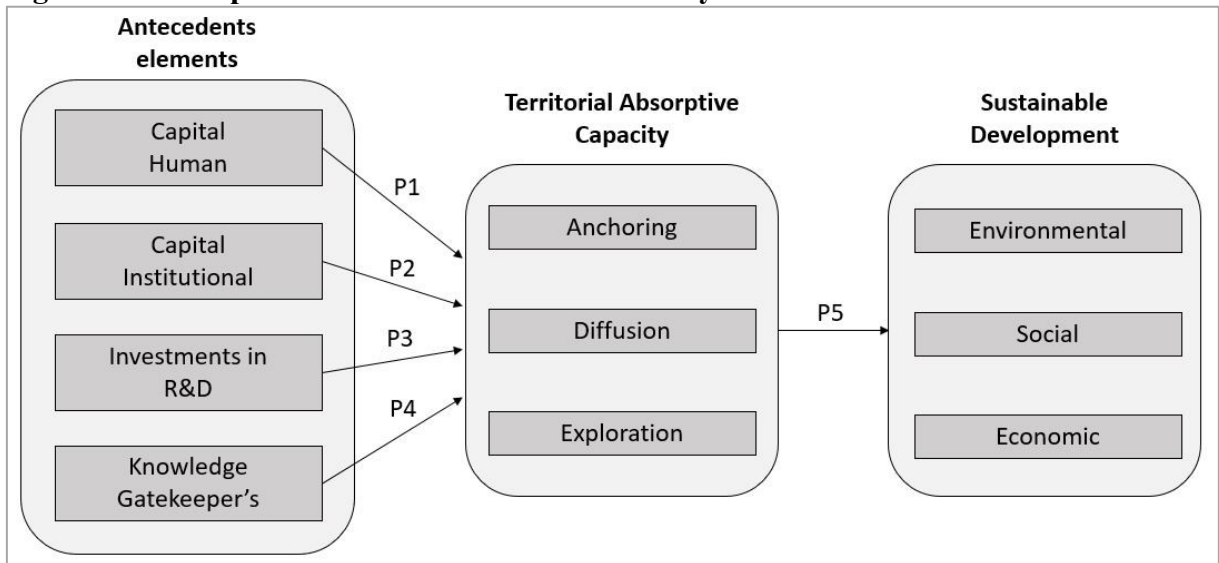 Antecedents
elements
Capital
Human
Capital
Institutional
Investments in
R&D
Knowledge
Gatekeeper’s
P1
P2
P3
P4
Territorial Absorptive
Capacity
Anchoring
Diffusion
Exploration
P5
Sustainable
Development
Environmental
Social
Economic